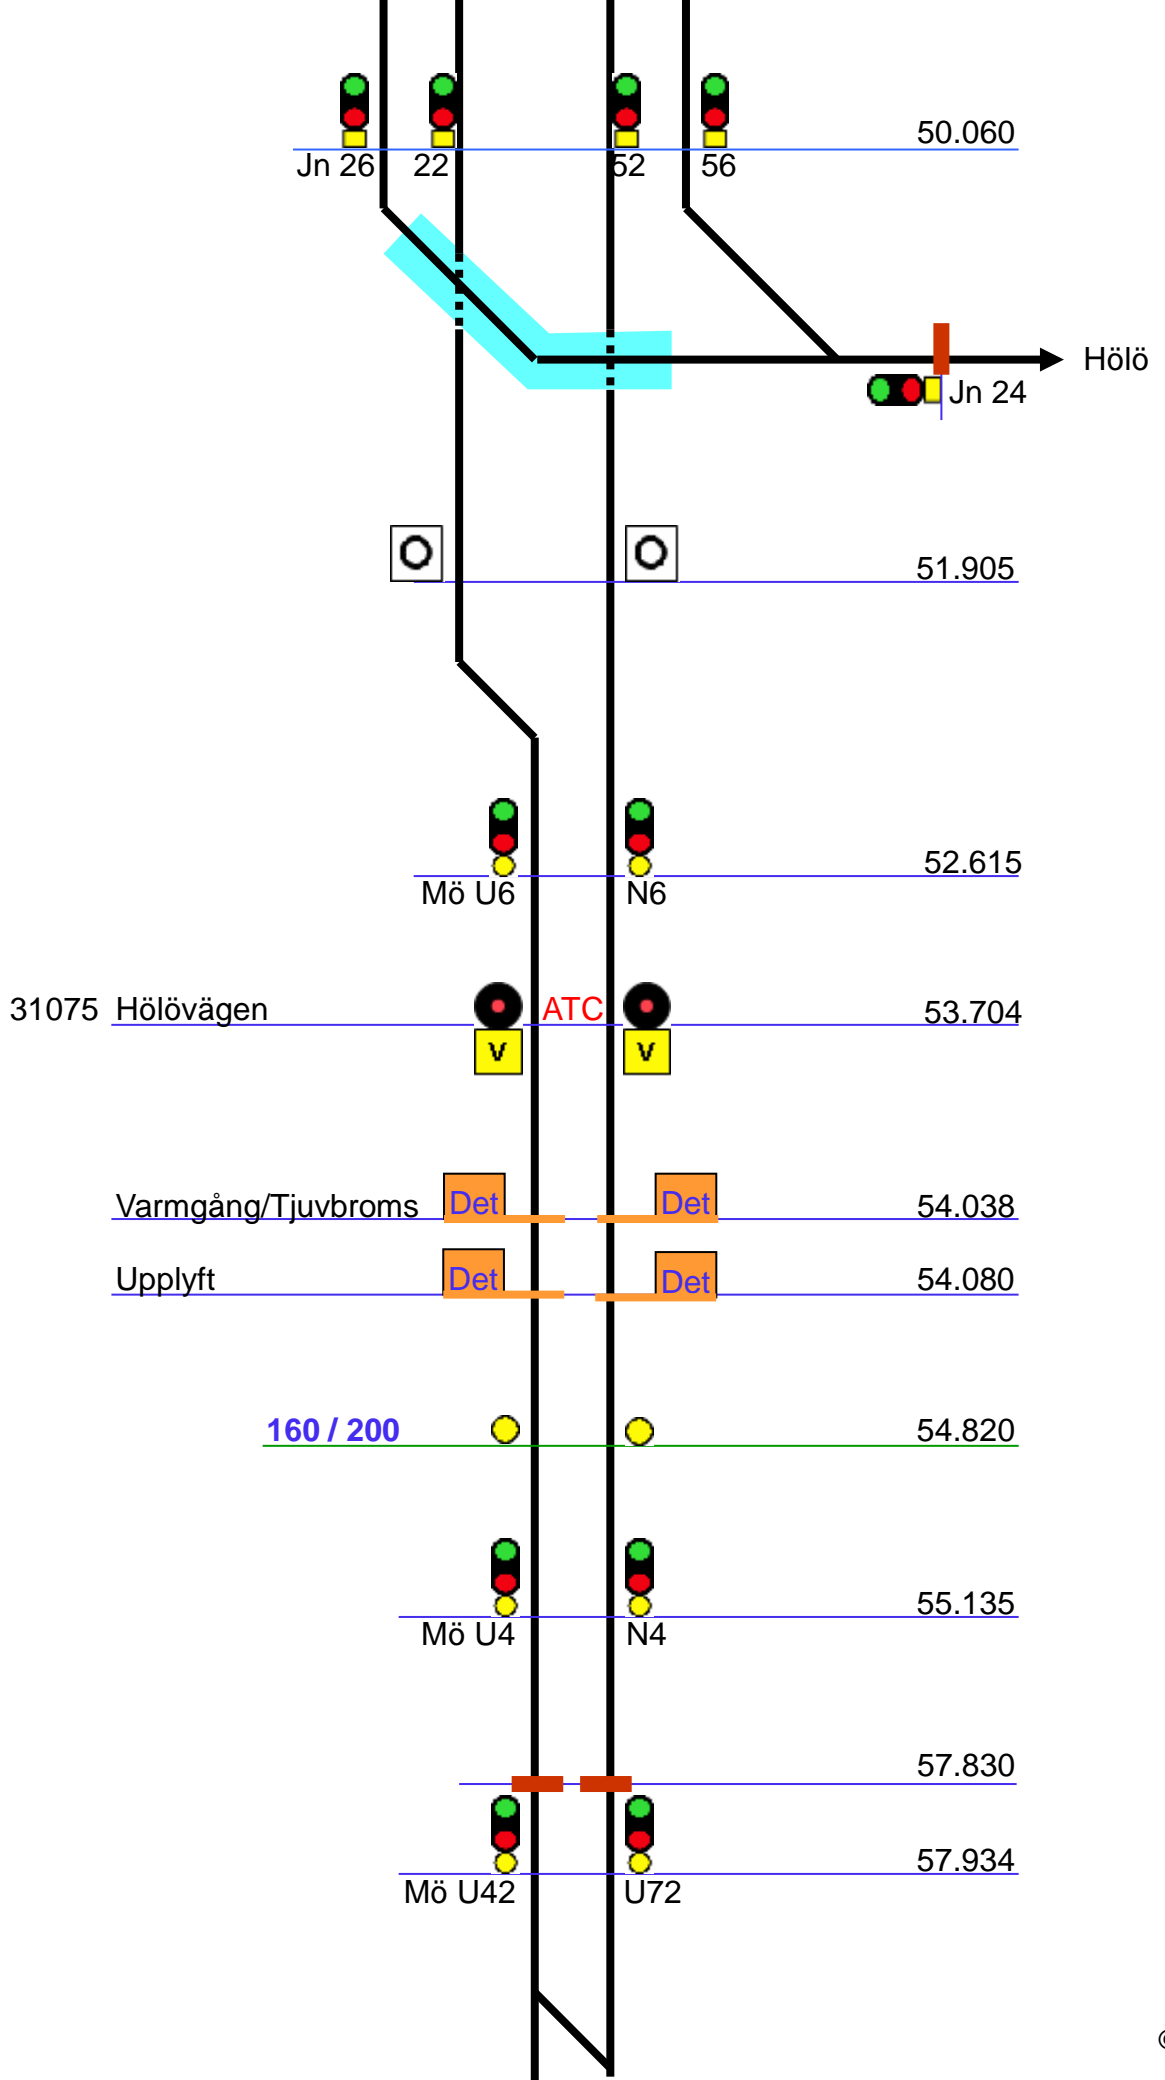 50.060
Jn 26 22 52 56
Hölö
Jn 24
O O
51.905
52.615
Mö U6 N6
31075 Hölövägen ATC 53.704
V V
Varmgång/Tjuvbroms Det Det 54.038
Upplyft Det Det 54.080
160 / 200 54.820
55.135
Mö U4 N4
57.830
57.934
Mö U42 U72
©